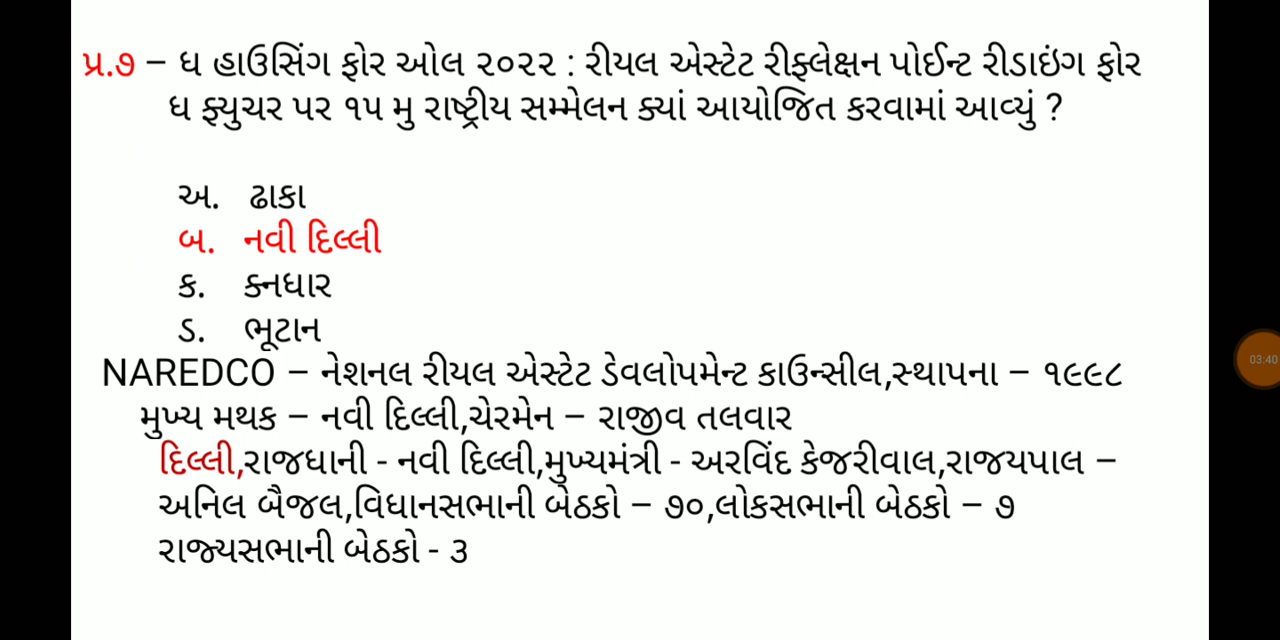 પ્ર.૭ – ધ હાઉસિંગ ફોર ઓલ ૨૦૨૨ : રીયલ એસ્ટેટ રીફ્લેક્ષન પોઈન્ટ રીડાઇંગ ફોર
ધ ફ્યુચર પર ૧૫ મુ રાષ્ટ્રીય સમ્મેલન ક્યાં આયોજિત કરવામાં આવ્યું ?
અ. ઢાકા
બ. નવી દિલ્લી
ક. ક્નધાર
ડ. ભૂટાન
NAREDCO – નેશનલ રીયલ એસ્ટેટ ડેવલોપમેન્ટ કાઉન્સીલ,સ્થાપના – ૧૯૯૮
મુખ્ય મથક – નવી દિલ્લી,ચેરમેન – રાજીવ તલવાર
દિલ્લી,રાજધાની - નવી દિલ્લી,મુખ્યમંત્રી - અરવિંદ કેજરીવાલ,રાજયપાલ –
અનિલ બૈજલ,વિધાનસભાની બેઠકો – ૭૦,લોકસભાની બેઠકો – ૭
રાજ્યસભાની બેઠકો - ૩
03:40